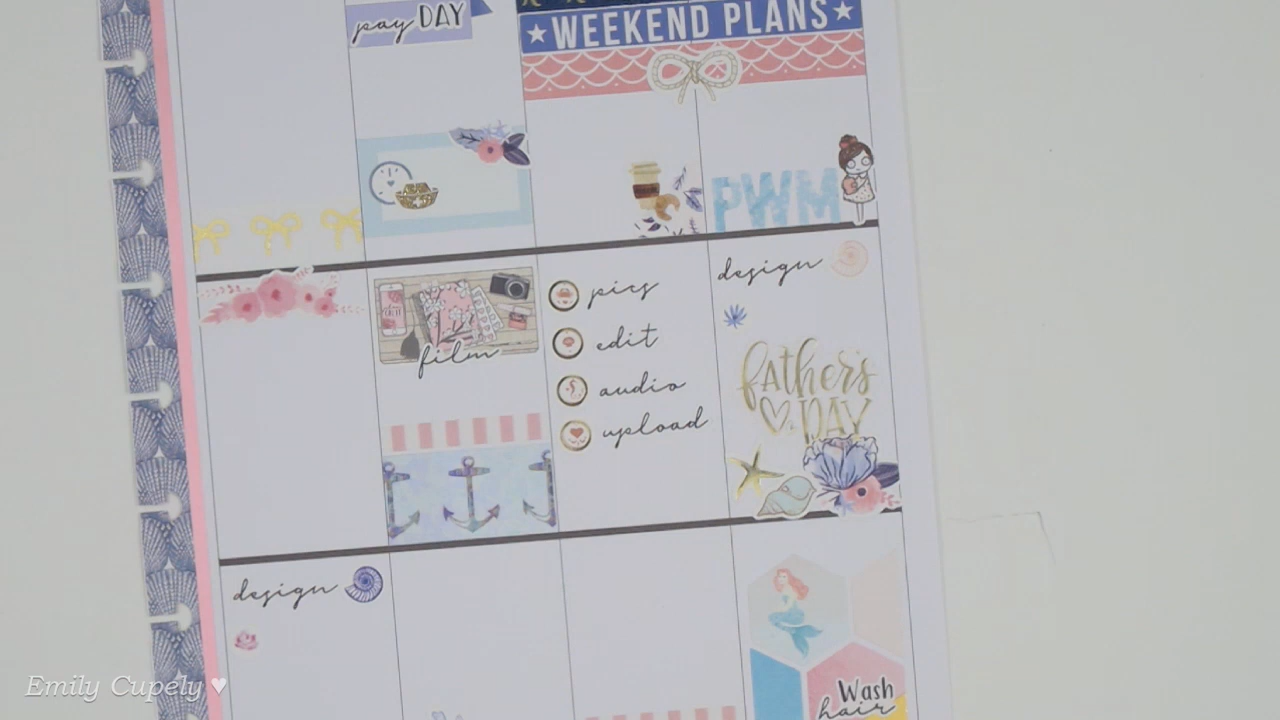 pay DAY
WEEKEND PLANS
PWM
film
pics
edit
audio
upload
design
fATHER'S
DAY
design
Wash
hair
Emily Cupely ♥